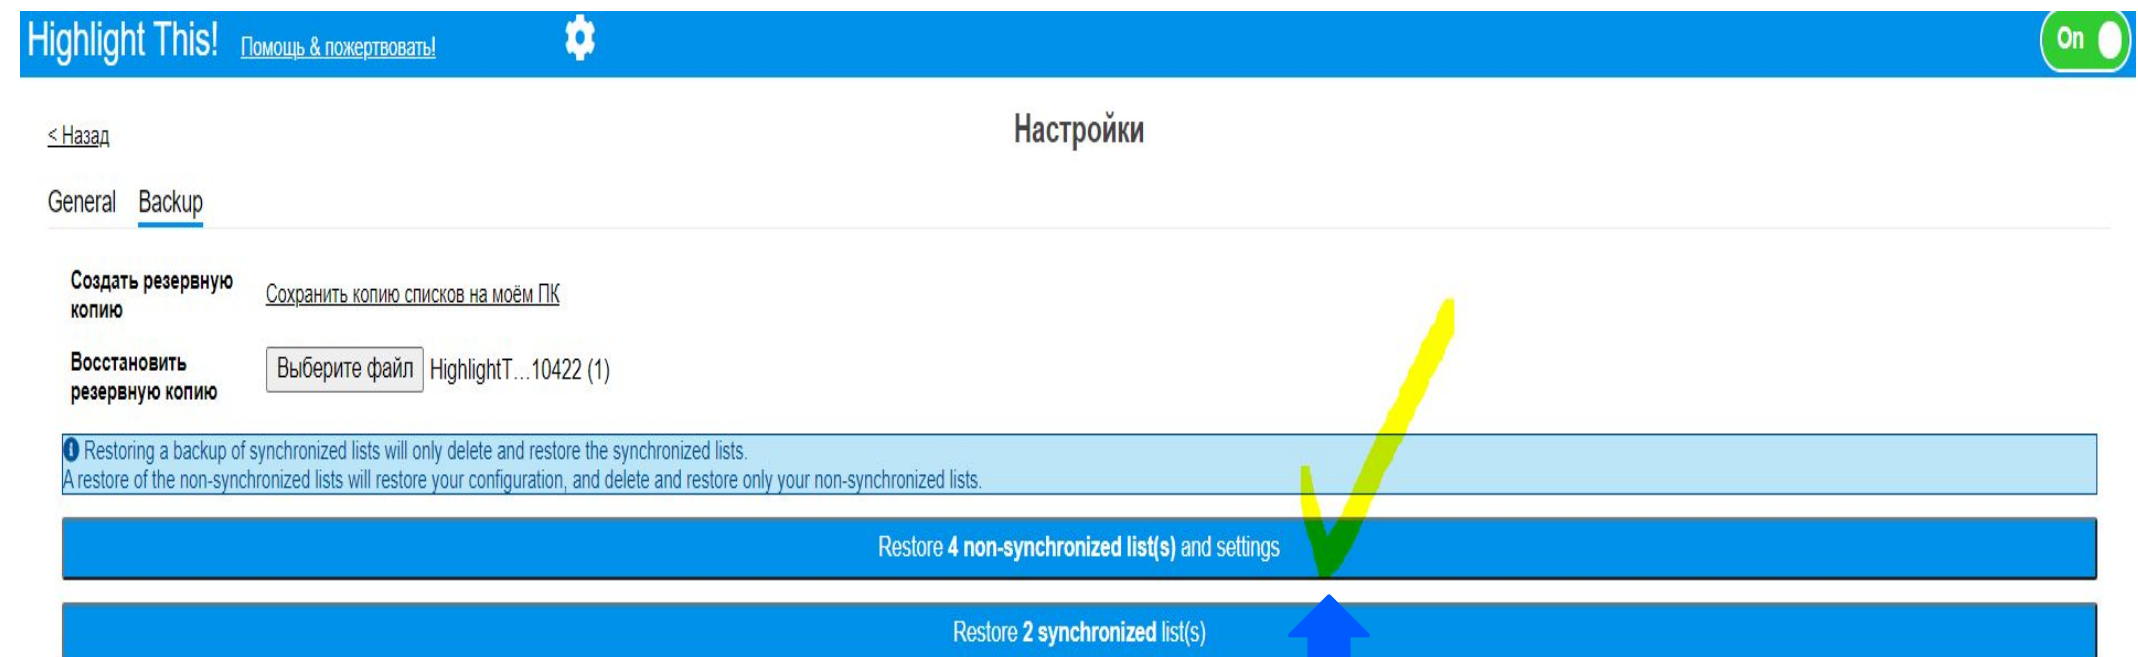 Highlight This! Помощь & пожертвовать! On
< Назад
Настройки
General Backup
Создать резервную
копию
Сохранить копию списков на моём ПК
Восстановить
резервную копию
Выберите файл HighlightT...10422 (1)
Restoring a backup of synchronized lists will only delete and restore the synchronized lists.
A restore of the non-synchronized lists will restore your configuration, and delete and restore only your non-synchronized lists.
Restore 4 non-synchronized list(s) and settings
Restore 2 synchronized list(s)